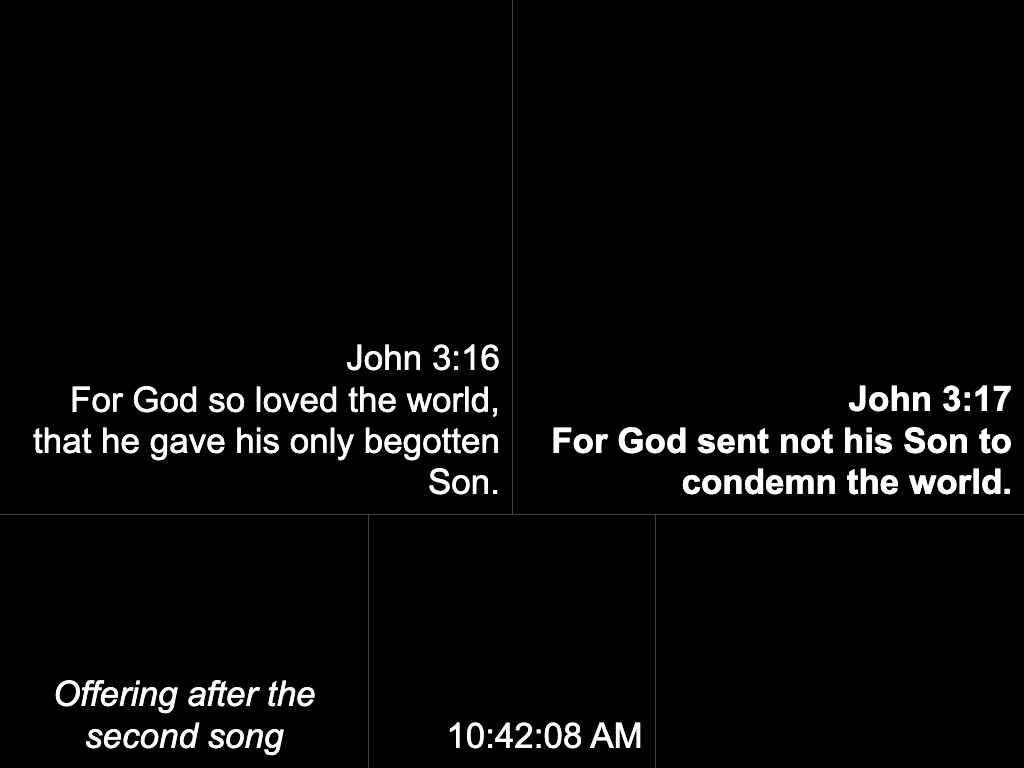 John 3:16
For God so loved the world,
that he gave his only begotten
Son.
John 3:17
For God sent not his Son to
condemn the world.
Offering after the
second song
10:42:08 AM